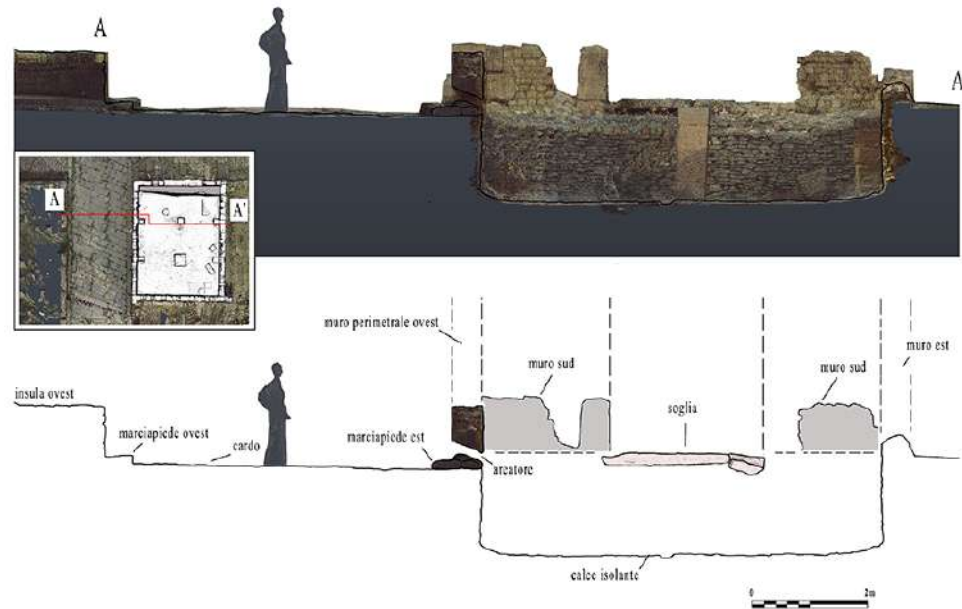 A
A
A
A'
muro perimetrale ovest
muro est
muro sud
muro sud
insula ovest
soglia
marciapiede ovest
cardo
marciapiede est
areatore
calce isolante
0
2m